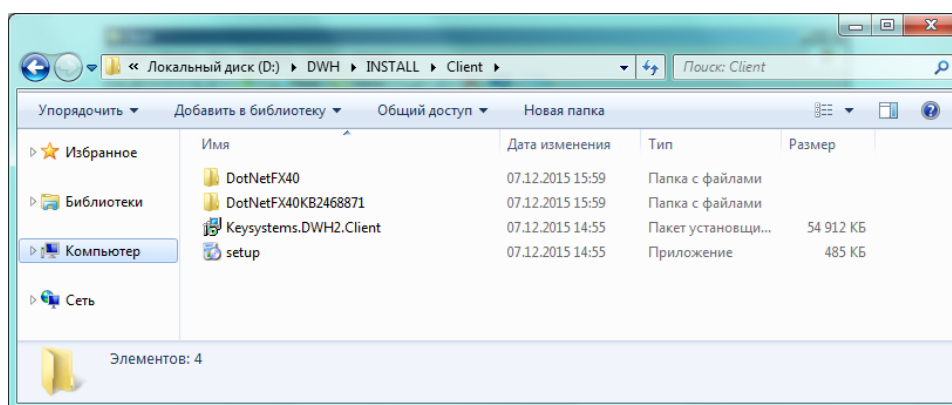 « Локальный диск (D:) ▸ DWH ▸ INSTALL ▸ Client ▸ Поиск: Client
Упорядочить ▾ Добавить в библиотеку ▾ Общий доступ ▾ Новая папка
Имя Дата изменения Тип Размер
Избранное
Библиотеки
Компьютер
Сеть
DotNetFX40 07.12.2015 15:59 Папка с файлами
DotNetFX40KB2468871 07.12.2015 15:59 Папка с файлами
Keysystems.DWH2.Client 07.12.2015 14:55 Пакет установщи... 54 912 КБ
setup 07.12.2015 14:55 Приложение 485 КБ
Элементов: 4